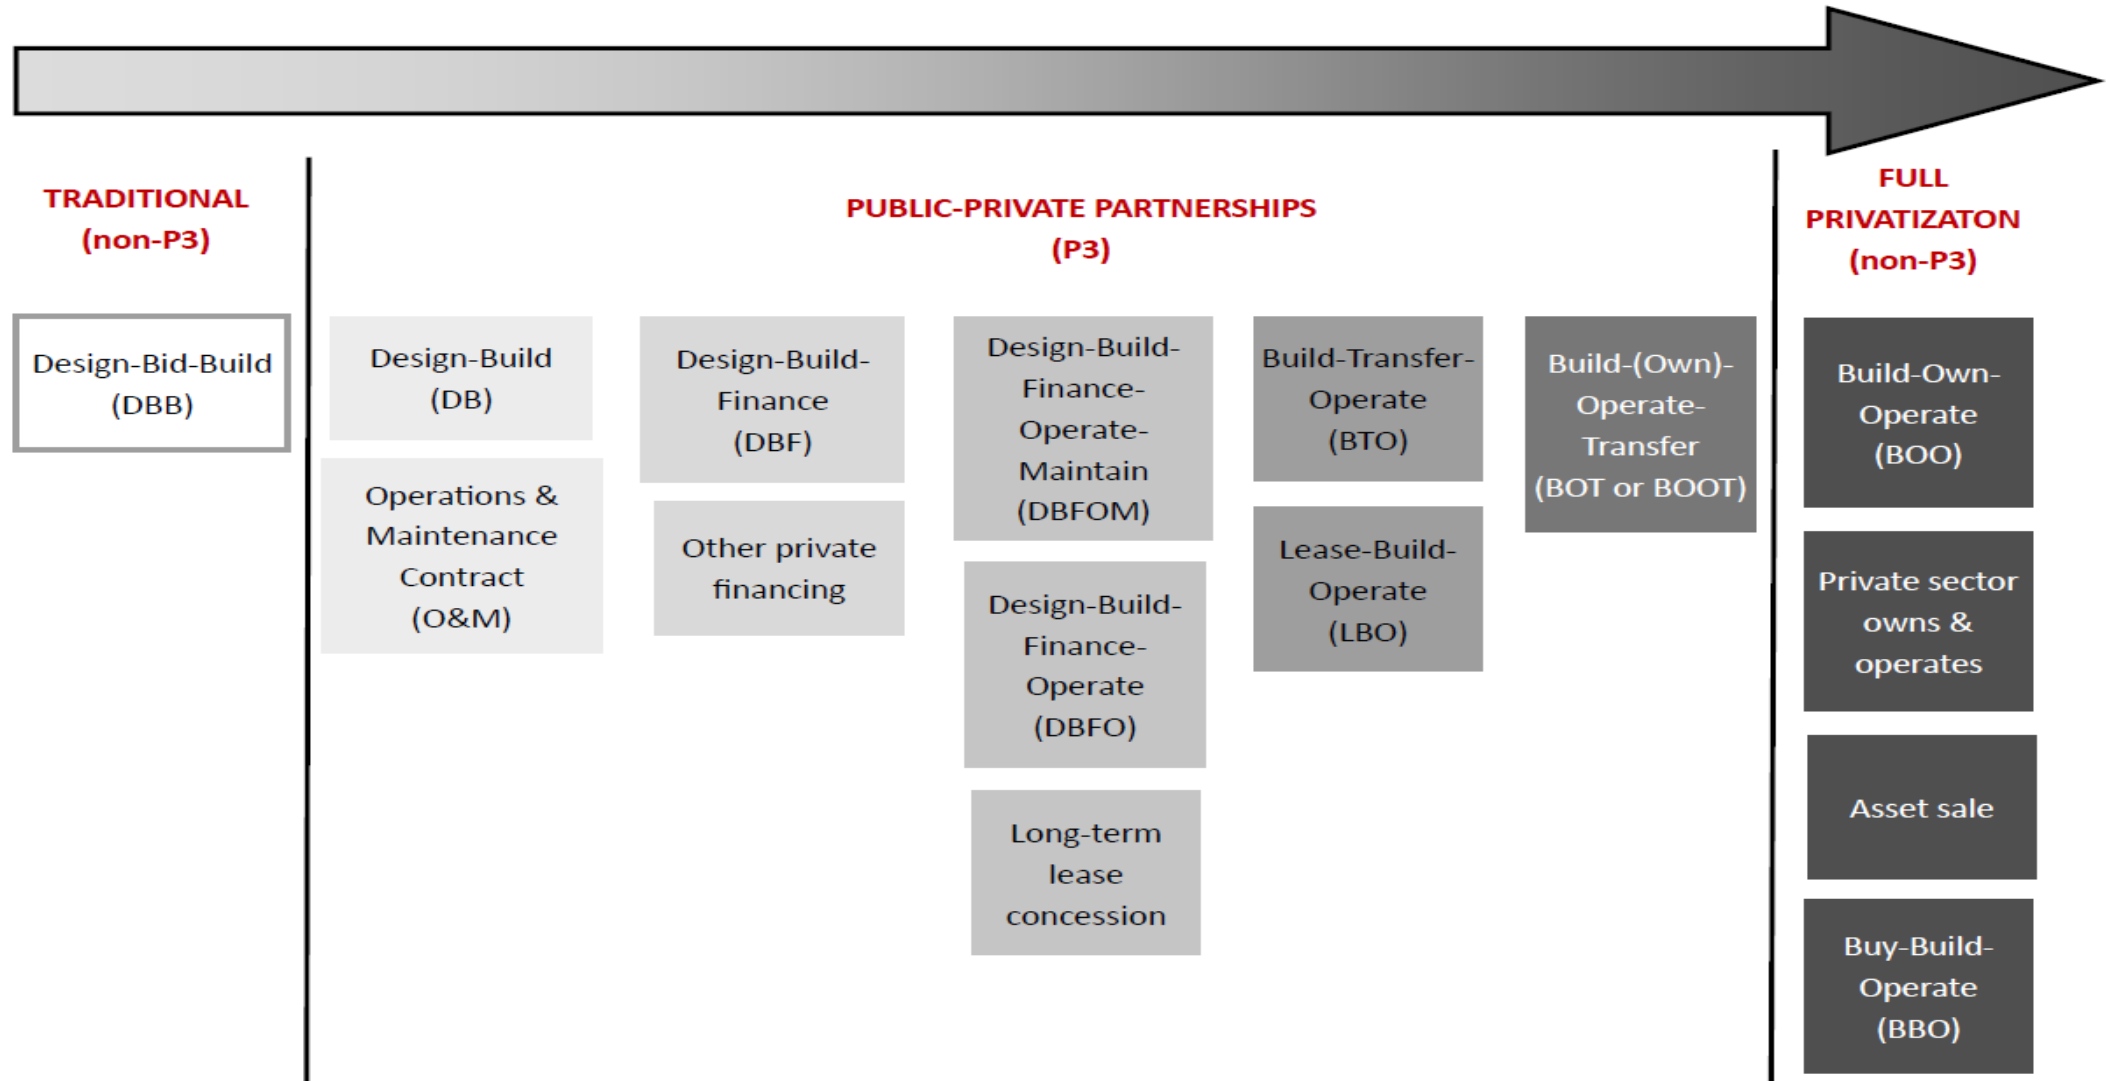 TRADITIONAL
(non-P3)
PUBLIC-PRIVATE PARTNERSHIPS
(P3)
FULL
PRIVATIZATON
(non-P3)
Design-Bid-Build
(DBB)
Design-Build
(DB)
Operations &
Maintenance
Contract
(O&M)
Design-Build-
Finance
(DBF)
Other private
financing
Design-Build-
Finance-
Operate-
Maintain
(DBFOM)
Design-Build-
Finance-
Operate
(DBFO)
Long-term
lease
concession
Build-Transfer-
Operate
(BTO)
Lease-Build-
Operate
(LBO)
Build-(Own)-
Operate-
Transfer
(BOT or BOOT)
Build-Own-
Operate
(BOO)
Private sector
owns &
operates
Asset sale
Buy-Build-
Operate
(BBO)